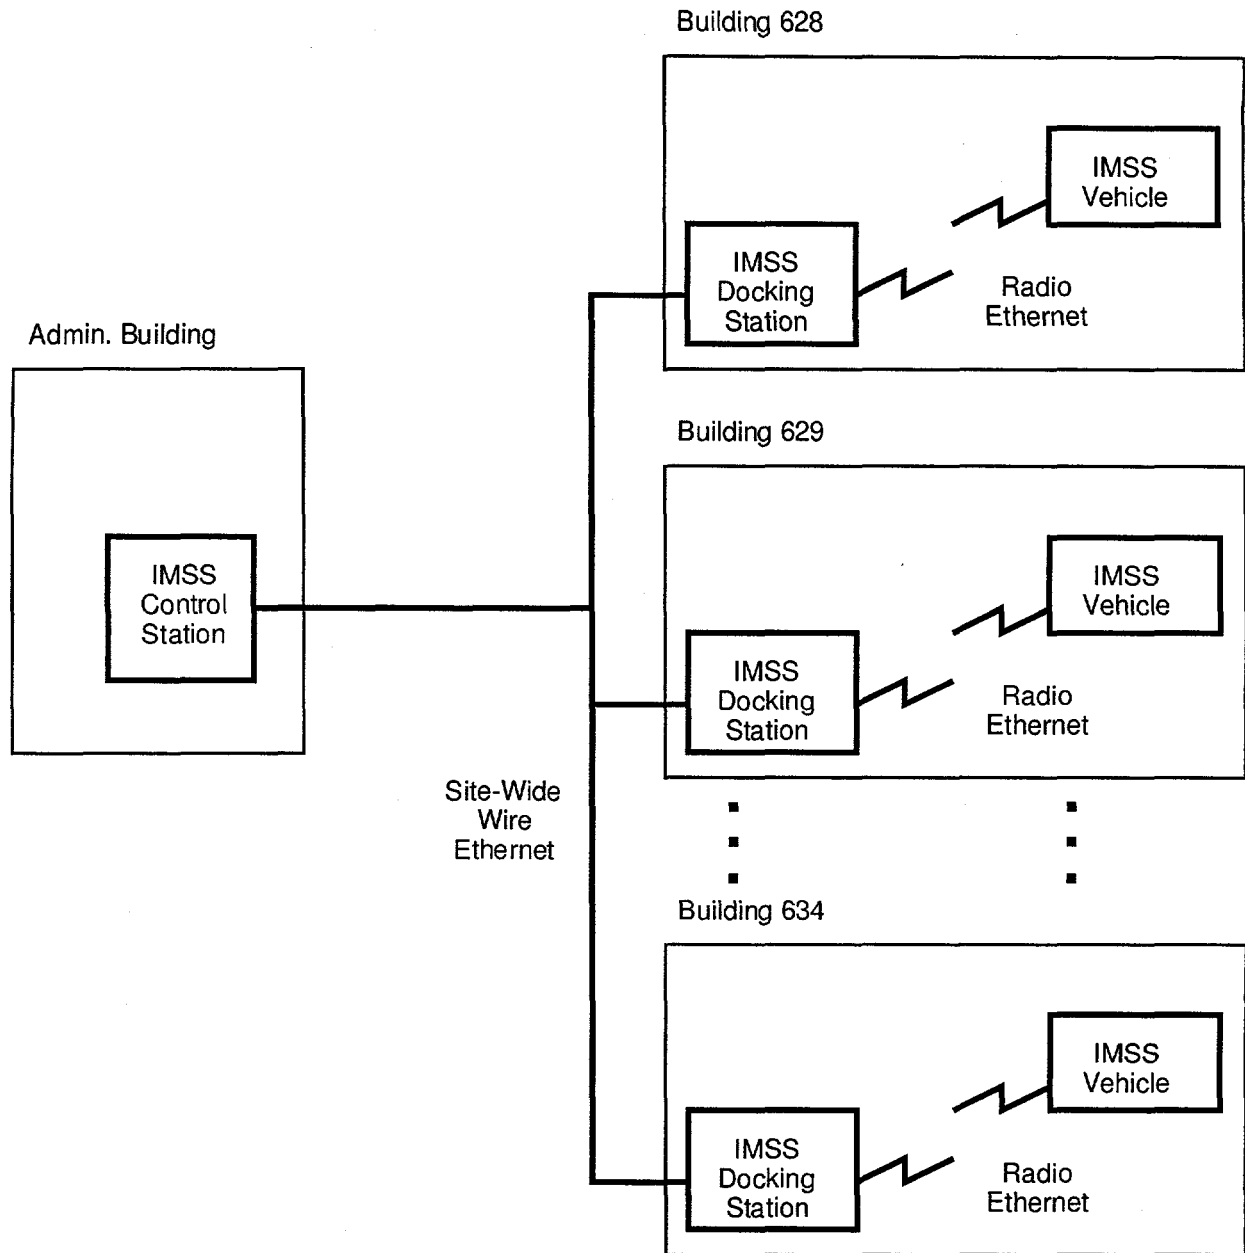 Building 628
IMSS
Vehicle
IMSS
Docking
Station
Radio
Ethernet
Admin. Building
IMSS
Control
Station
Building 629
IMSS
Vehicle
IMSS
Docking
Station
Radio
Ethernet
Site-Wide
Wire
Ethernet
Building 634
IMSS
Vehicle
IMSS
Docking
Station
Radio
Ethernet